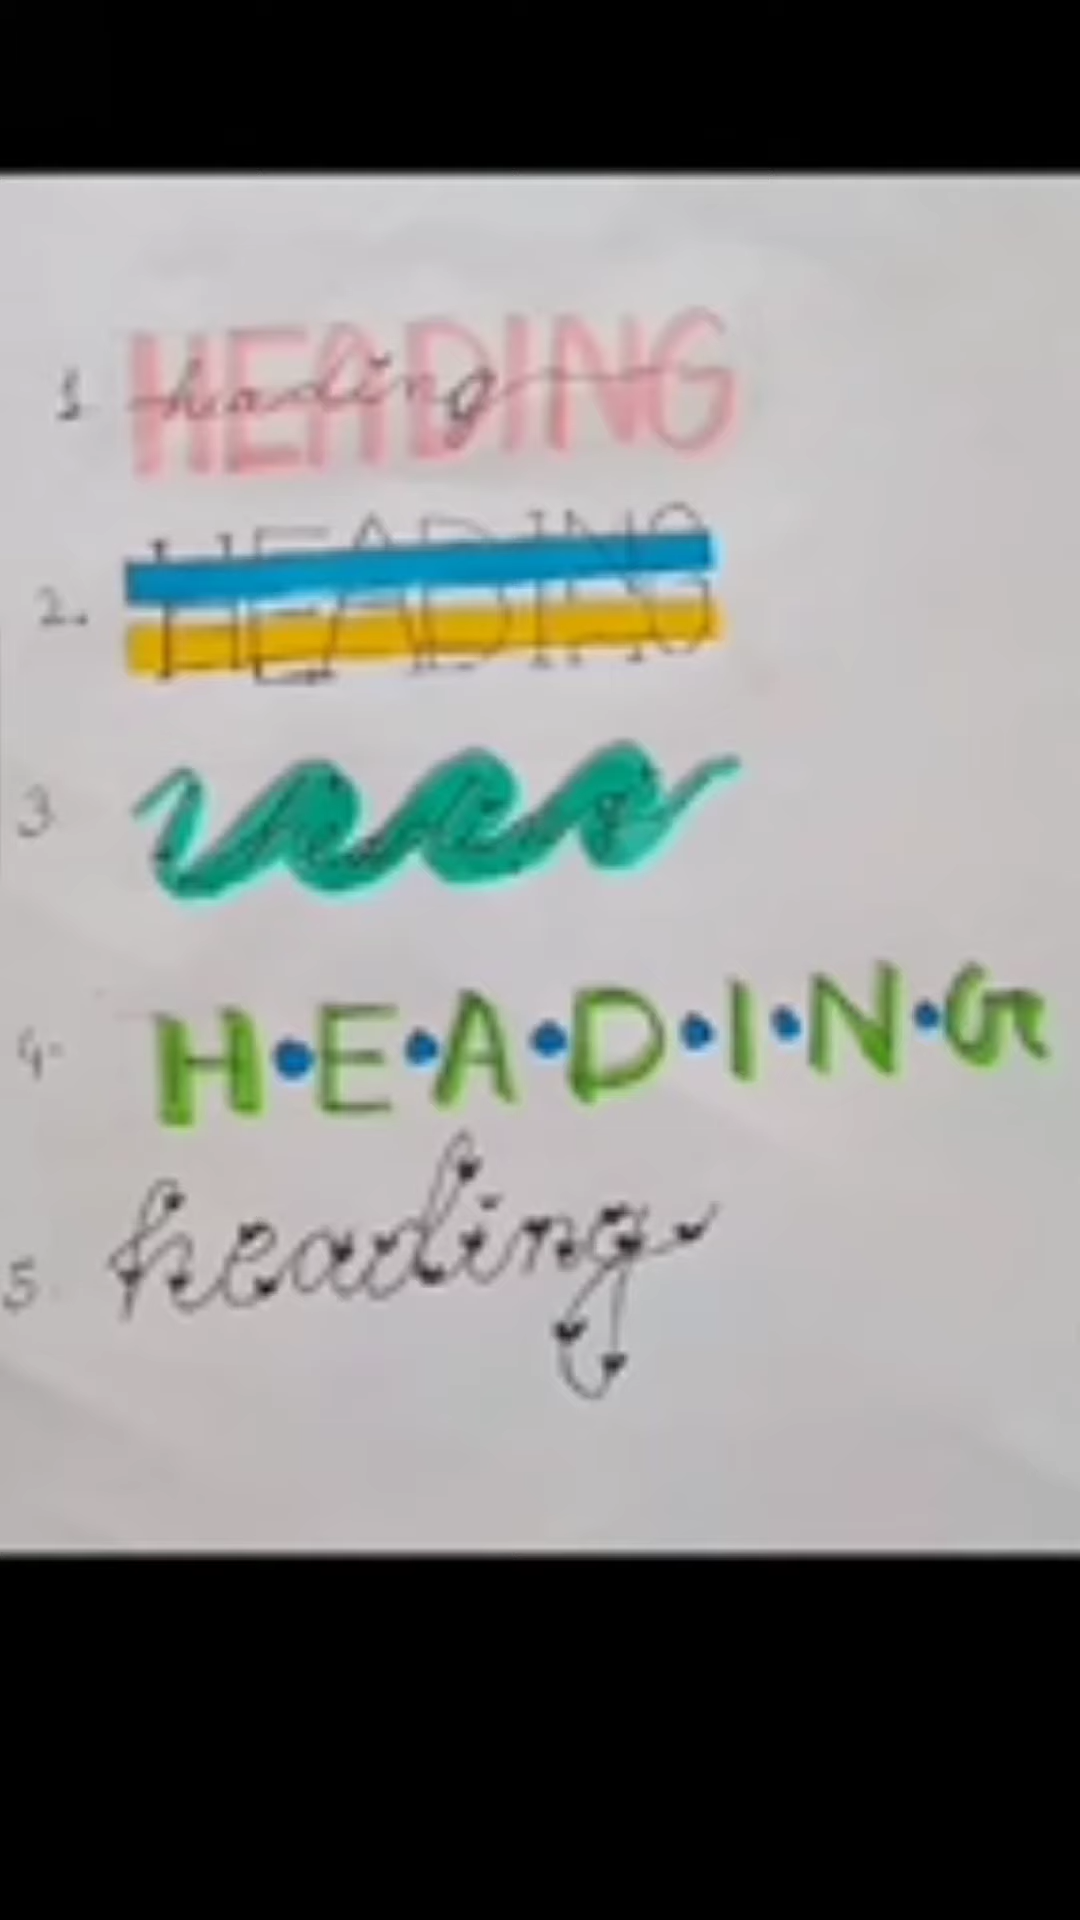 1. HEADING
heading
2. HEADING
3
4. H•E•A•D•I•N•G
5. heading